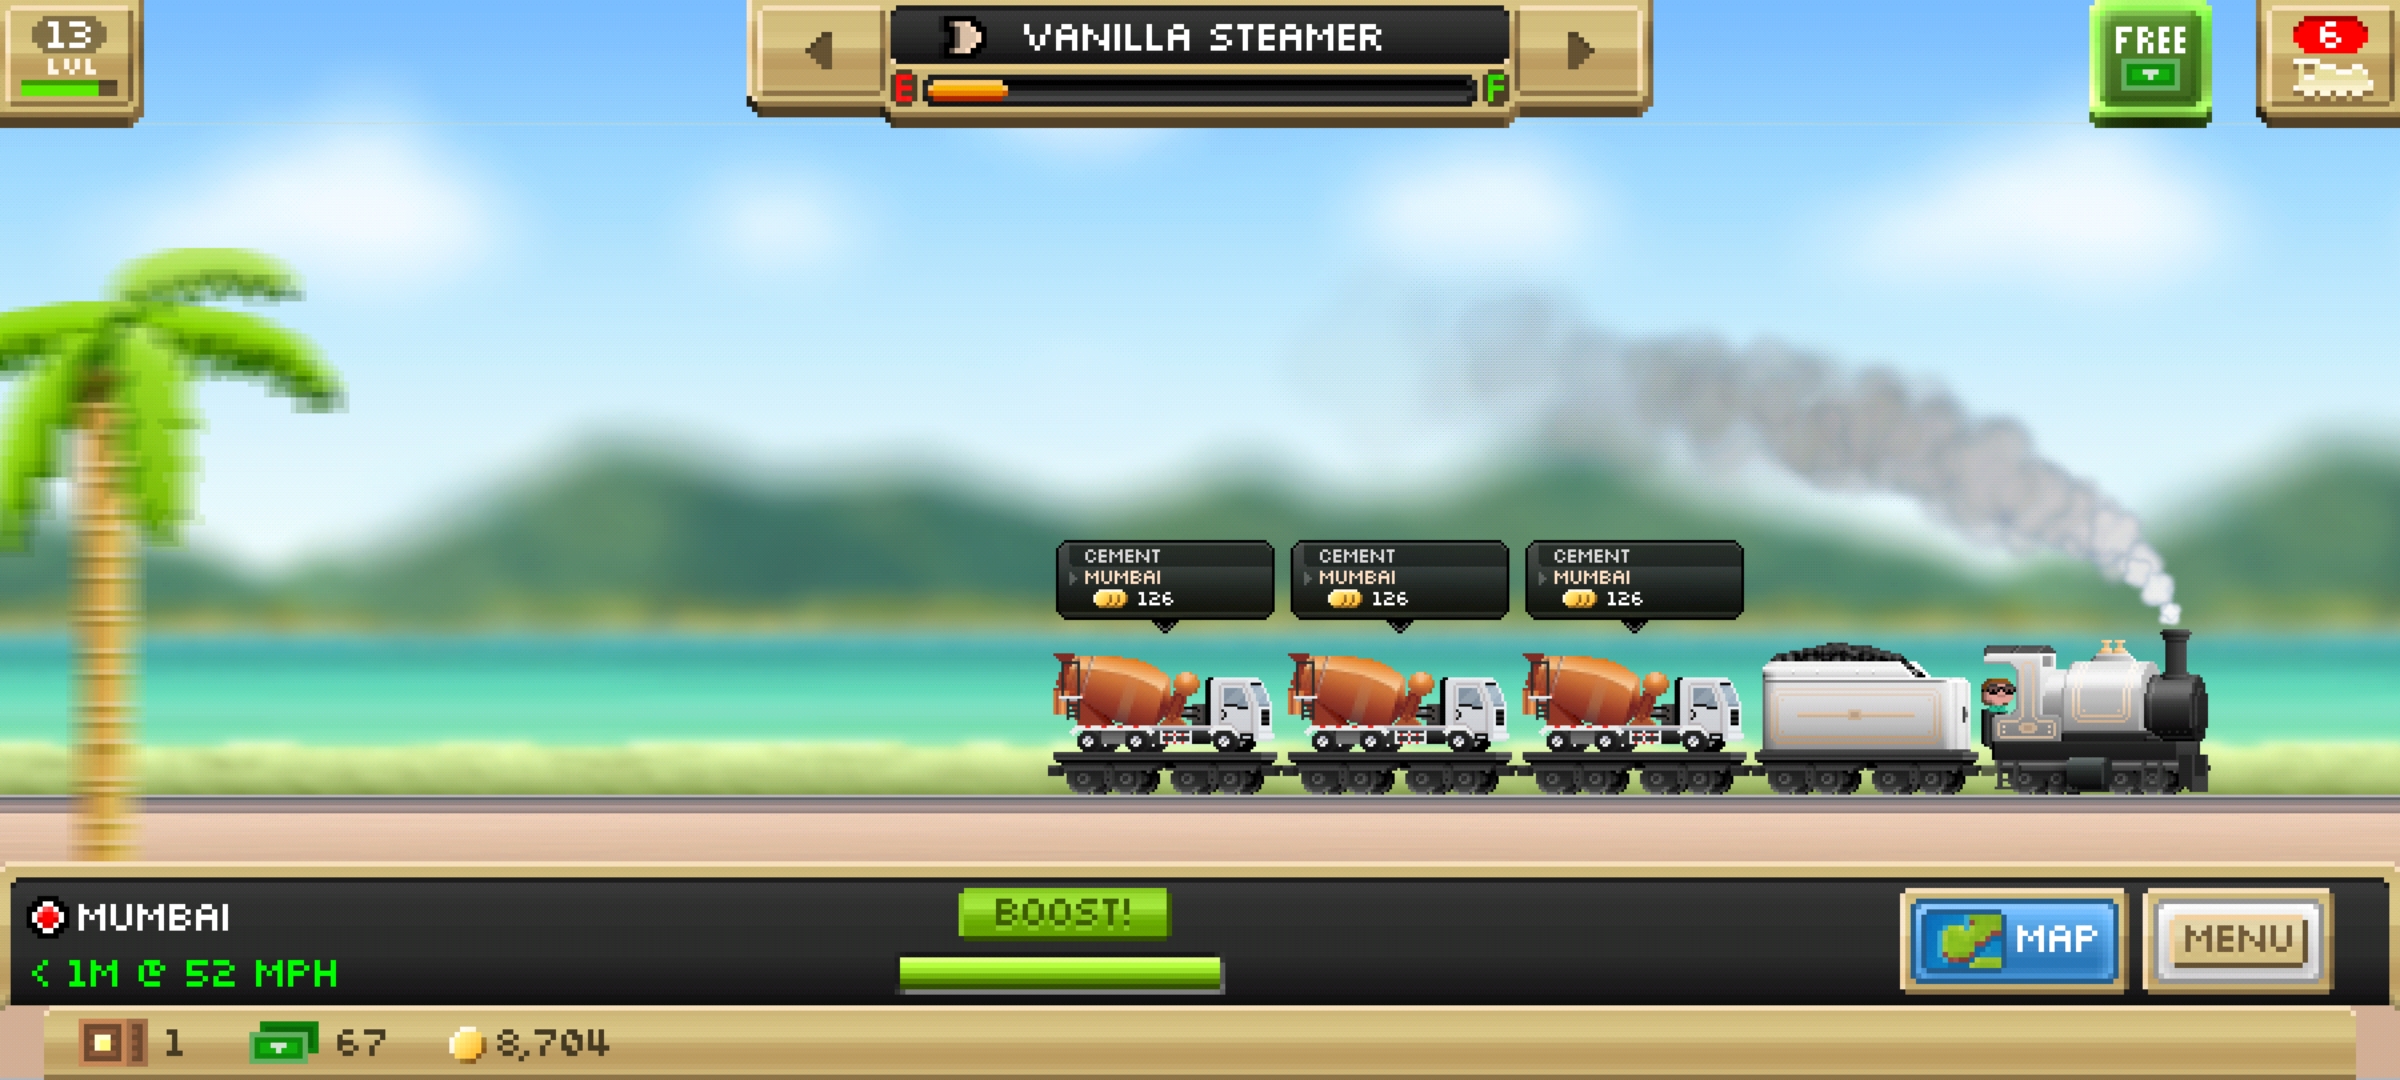 13
LVL
VANILLA STEAMER
E
F
FREE
6
CEMENT
MUMBAI
126
CEMENT
MUMBAI
126
CEMENT
MUMBAI
126
MUMBAI
< 1M @ 52 MPH
BOOST!
MAP
MENU
1
67
8,704